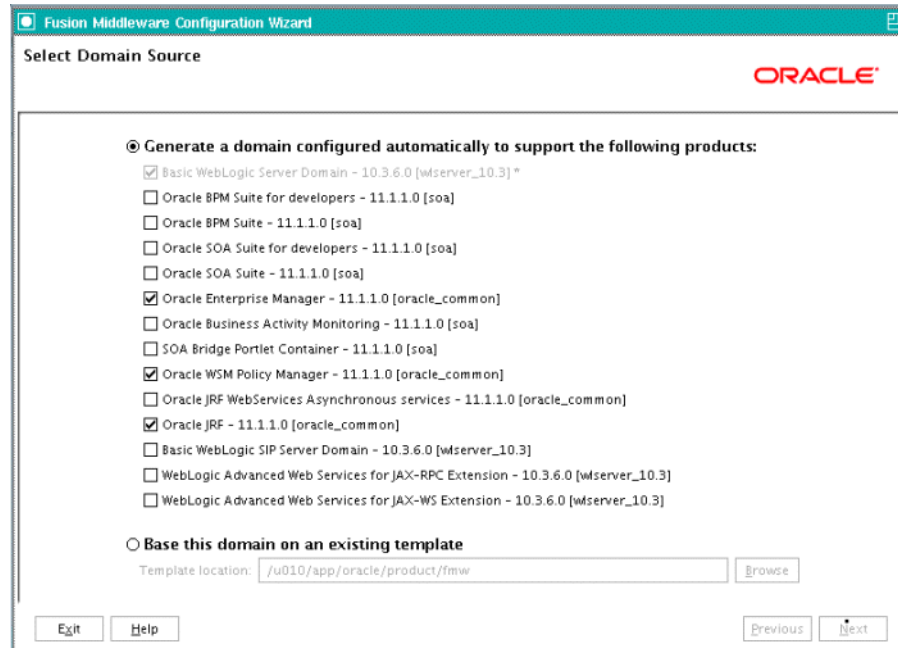 Fusion Middleware Configuration Wizard
Select Domain Source
ORACLE
Generate a domain configured automatically to support the following products:
Basic WebLogic Server Domain - 10.3.6.0 [wlserver_10.3] *
Oracle BPM Suite for developers - 11.1.1.0 [soa]
Oracle BPM Suite - 11.1.1.0 [soa]
Oracle SOA Suite for developers - 11.1.1.0 [soa]
Oracle SOA Suite - 11.1.1.0 [soa]
Oracle Enterprise Manager - 11.1.1.0 [oracle_common]
Oracle Business Activity Monitoring - 11.1.1.0 [soa]
SOA Bridge Portlet Container - 11.1.1.0 [soa]
Oracle WSM Policy Manager - 11.1.1.0 [oracle_common]
Oracle JRF WebServices Asynchronous services - 11.1.1.0 [oracle_common]
Oracle JRF - 11.1.1.0 [oracle_common]
Basic WebLogic SIP Server Domain - 10.3.6.0 [wlserver_10.3]
WebLogic Advanced Web Services for JAX-RPC Extension - 10.3.6.0 [wlserver_10.3]
WebLogic Advanced Web Services for JAX-WS Extension - 10.3.6.0 [wlserver_10.3]
Base this domain on an existing template
Template location: /u010/app/oracle/product/fmw Browse
Exit Help Previous Next